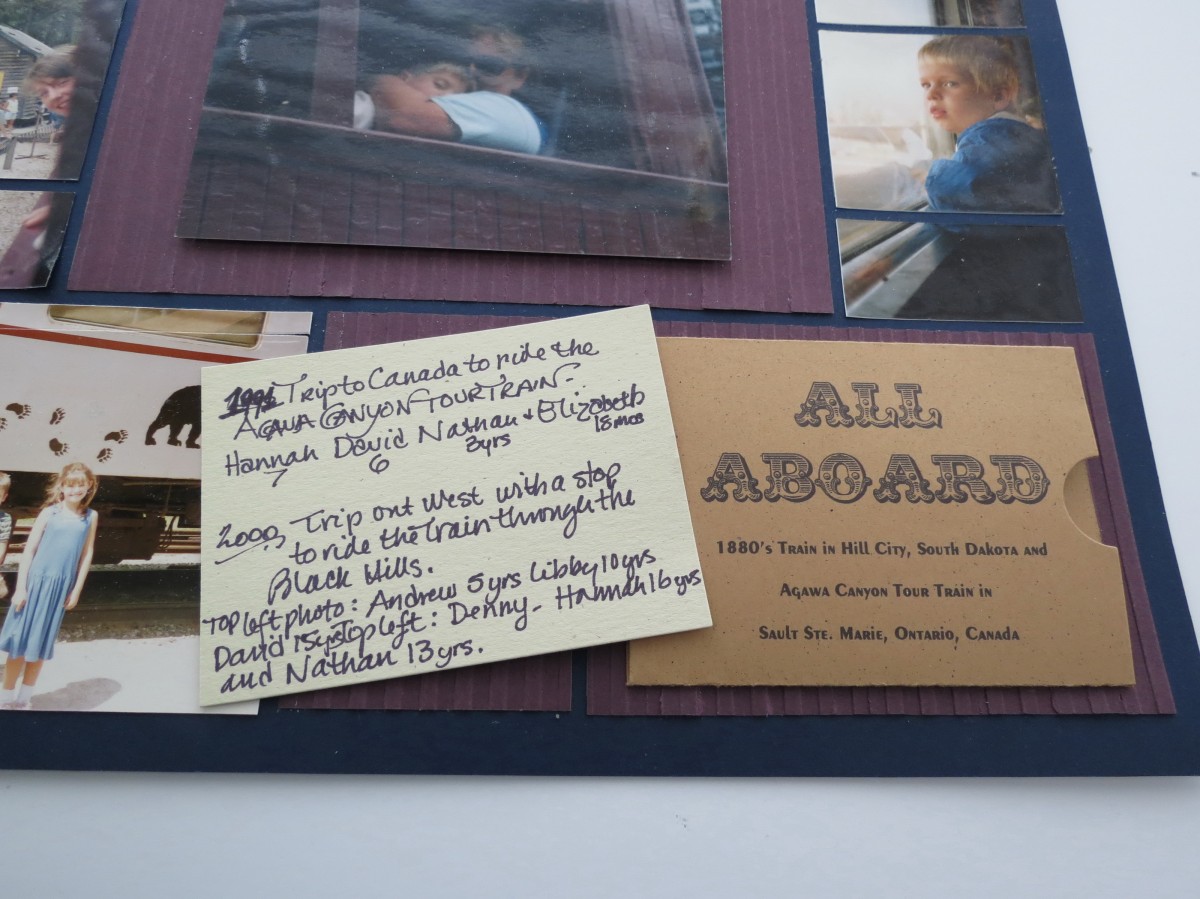 Trip to Canada to ride the
AGAWA CANYON TOUR TRAIN-
Hannah David Nathan + Elizabeth
7 6 3yrs 18 mos
2000, Trip out West with a stop
to ride the Train through the
Black Hills.
TOP left photo: Andrew 5yrs Libby 10yrs
David 15yrs Top left: Denny- Hannah 16yrs
and Nathan 13yrs.
ALL
ABOARD
1880's Train in Hill City, South Dakota and
Agawa Canyon Tour Train in
Sault Ste. Marie, Ontario, Canada